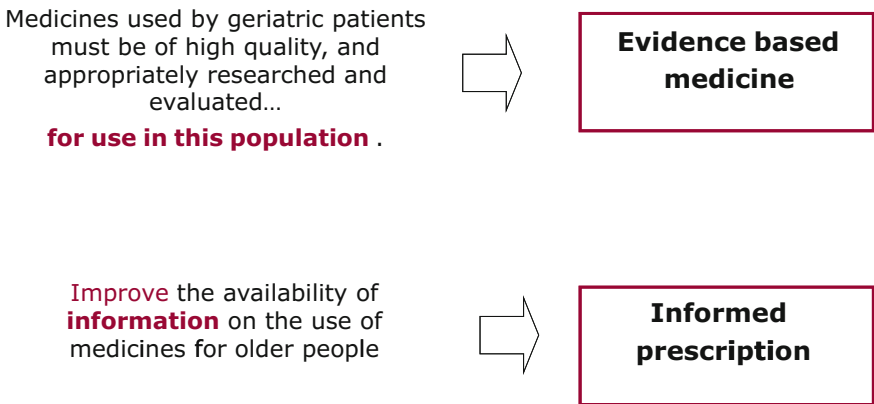 Medicines used by geriatric patients
must be of high quality, and
appropriately researched and
evaluated…
for use in this population .
Evidence based
medicine
Improve the availability of
information on the use of
medicines for older people
Informed
prescription